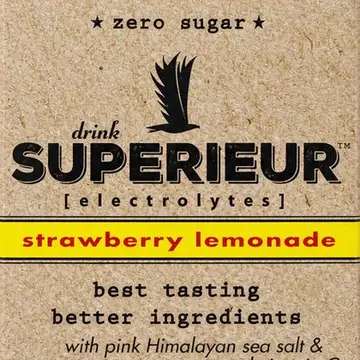 ★ zero sugar ★
drink
SUPERIEUR™
[electrolytes]
strawberry lemonade
best tasting
better ingredients
with pink Himalayan sea salt &